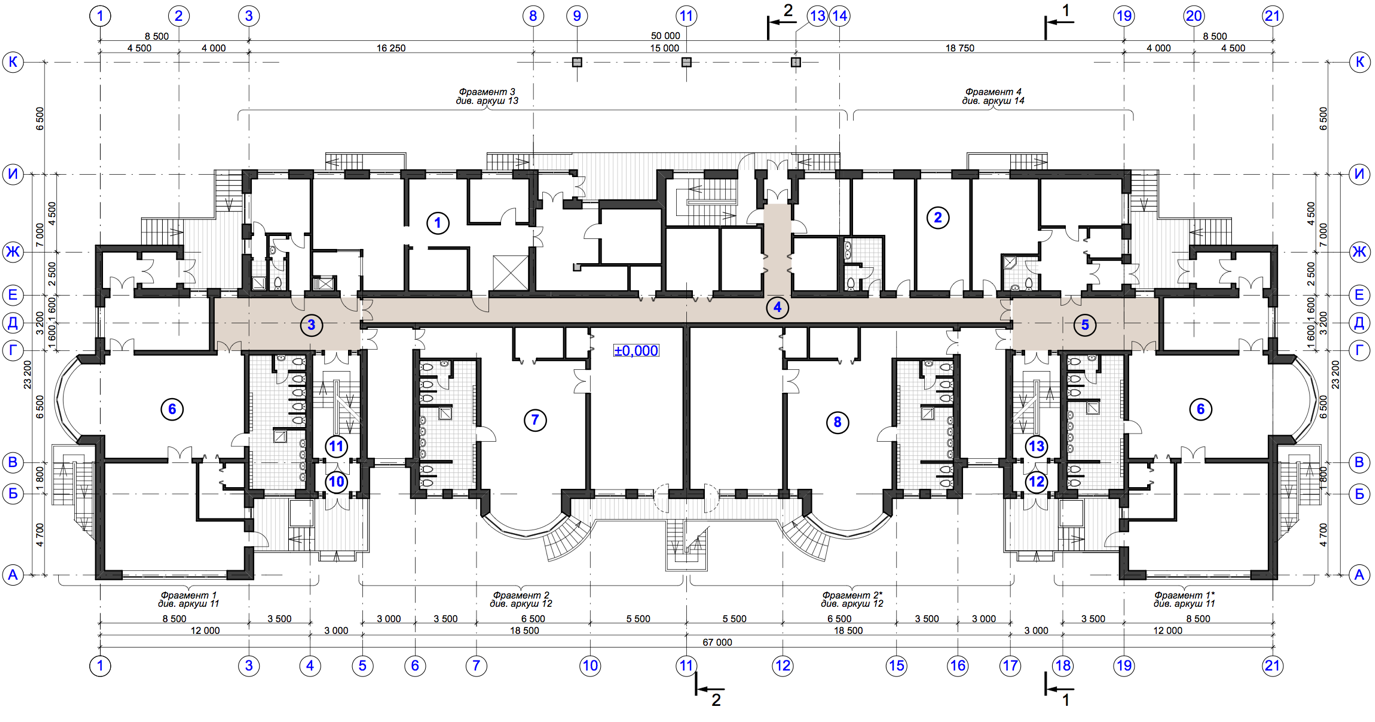 1 2 3 8 9 11 13 14 19 20 21
2 1
8 500 50 000 8 500
4 500 4 000 16 250 15 000 18 750 4 000 4 500
К К
Фрагмент 3
див. аркуш 13
Фрагмент 4
див. аркуш 14
6 500 6 500
И И
4 500 4 500
7 000 7 000
1 2
Ж Ж
2 500 2 500
Е Е
1 600 1 600
3 4 5
Д Д
3 200 3 200
1 600 1 600
Г Г
±0,000
23 200 23 200
6 500 6 500
6 7 8 6
11 13
В В
1 800 1 800
10 12
Б Б
4 700 4 700
А А
Фрагмент 1
див. аркуш 11
Фрагмент 2
див. аркуш 12
Фрагмент 2*
див. аркуш 12
Фрагмент 1*
див. аркуш 11
8 500 3 500 3 000 3 500 6 500 5 500 5 500 6 500 3 500 3 000 3 500 8 500
12 000 3 000 18 500 18 500 3 000 12 000
67 000
1 3 4 5 6 7 10 11 12 15 16 17 18 19 21
2 1